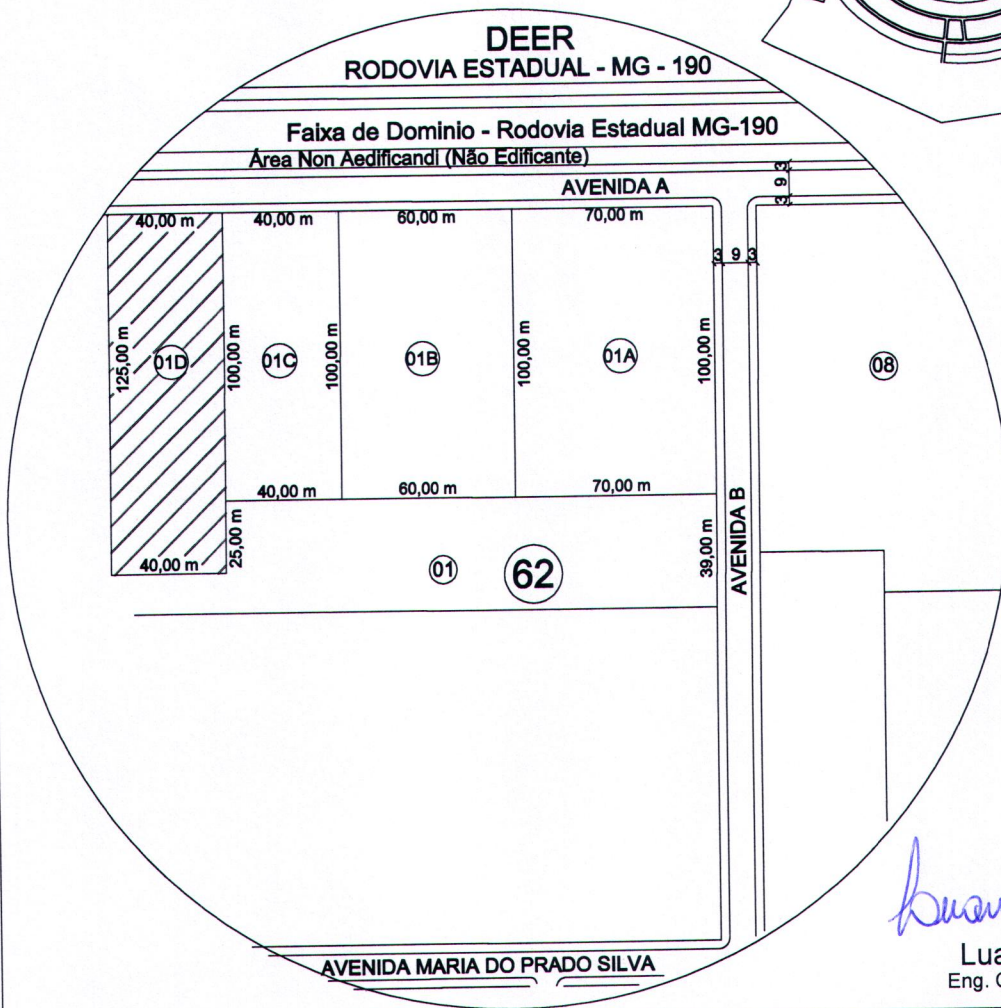 DEER
RODOVIA ESTADUAL - MG - 190
Faixa de Dominio - Rodovia Estadual MG-190
Área Non Aedificandi (Não Edificante)
AVENIDA A
3
9
3
40,00 m
40,00 m
60,00 m
70,00 m
3 9 3
125,00 m
01D
100,00 m
01C
100,00 m
01B
100,00 m
01A
100,00 m
08
40,00 m
60,00 m
70,00 m
25,00 m
40,00 m
01
62
39,00 m
AVENIDA B
AVENIDA MARIA DO PRADO SILVA
Eng.